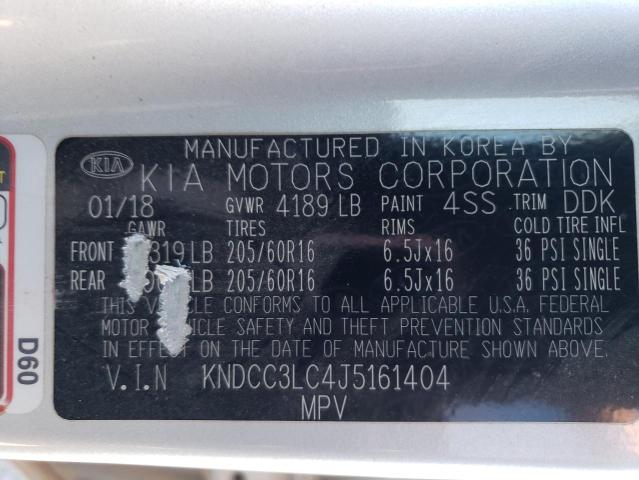 MANUFACTURED IN KOREA BY
KIA KIA MOTORS CORPORATION
01/18 GVWR 4189 LB PAINT 4SS TRIM DDK
GAWR TIRES RIMS COLD TIRE INFL
FRONT 819 LB 205/60R16 6.5Jx16 36 PSI SINGLE
REAR LB 205/60R16 6.5Jx16 36 PSI SINGLE
THIS CONFORMS TO ALL APPLICABLE U.S.A. FEDERAL
MOTOR SAFETY AND THEFT PREVENTION STANDARDS
IN EFFECT ON THE DATE OF MANUFACTURE SHOWN ABOVE.
V.I.N KNDCC3LC4J5161404
MPV
D60